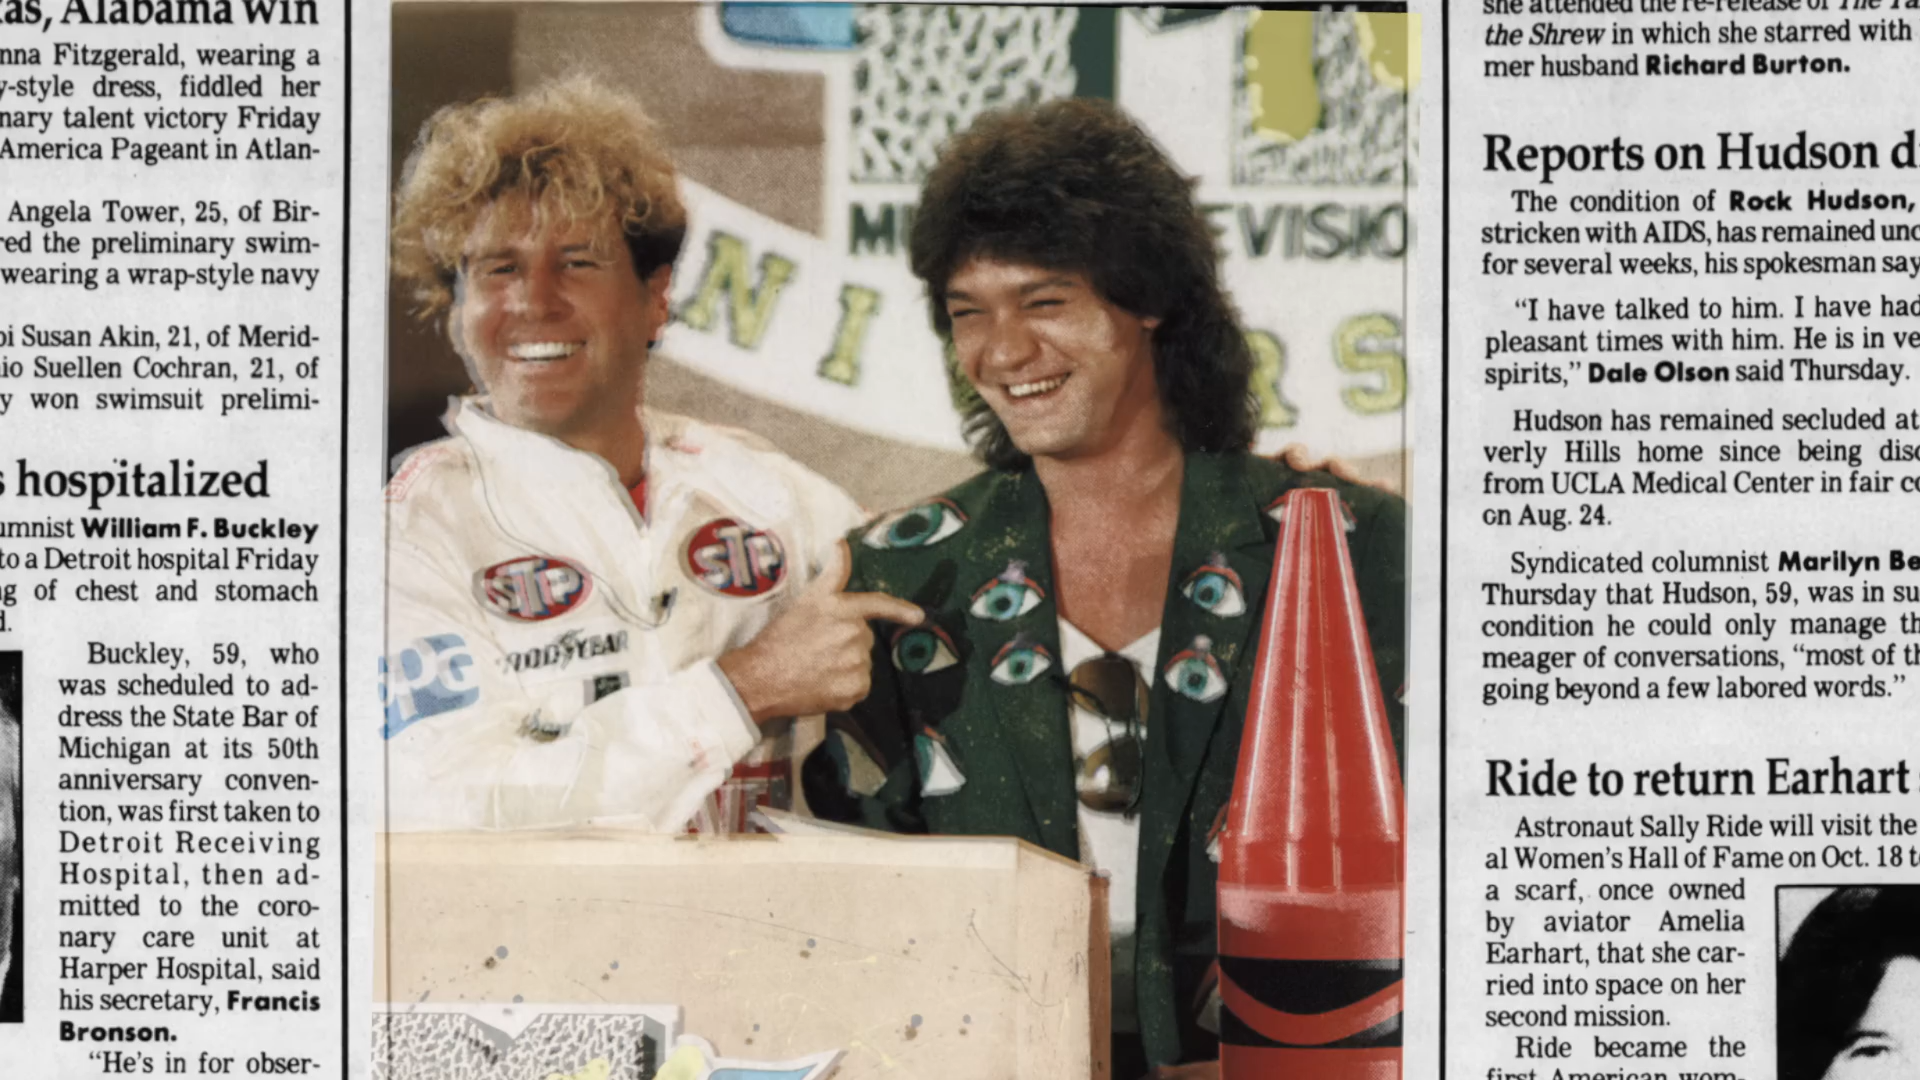 as, Alabama win
nna Fitzgerald, wearing a
y-style dress, fiddled her
nary talent victory Friday
America Pageant in Atlan-
Angela Tower, 25, of Bir-
red the preliminary swim-
wearing a wrap-style navy
pi Susan Akin, 21, of Merid-
io Suellen Cochran, 21, of
y won swimsuit prelimi-
s hospitalized
umnist William F. Buckley
to a Detroit hospital Friday
ng of chest and stomach
d.
Buckley, 59, who
was scheduled to ad-
dress the State Bar of
Michigan at its 50th
anniversary conven-
tion, was first taken to
Detroit Receiving
Hospital, then ad-
mitted to the coro-
nary care unit at
Harper Hospital, said
his secretary, Francis
Bronson.
"He's in for obser-
MU EVISIO
NI RS
STP
STP
GOODYEAR
she attended the re-release of The Ta
the Shrew in which she starred with
mer husband Richard Burton.
Reports on Hudson d
The condition of Rock Hudson,
stricken with AIDS, has remained unc
for several weeks, his spokesman say
"I have talked to him. I have had
pleasant times with him. He is in ve
spirits," Dale Olson said Thursday.
Hudson has remained secluded at
verly Hills home since being disc
from UCLA Medical Center in fair co
on Aug. 24.
Syndicated columnist Marilyn Be
Thursday that Hudson, 59, was in su
condition he could only manage th
meager of conversations, "most of th
going beyond a few labored words."
Ride to return Earhart s
Astronaut Sally Ride will visit the
al Women's Hall of Fame on Oct. 18 t
a scarf, once owned
by aviator Amelia
Earhart, that she car-
ried into space on her
second mission.
Ride became the
first American wom-